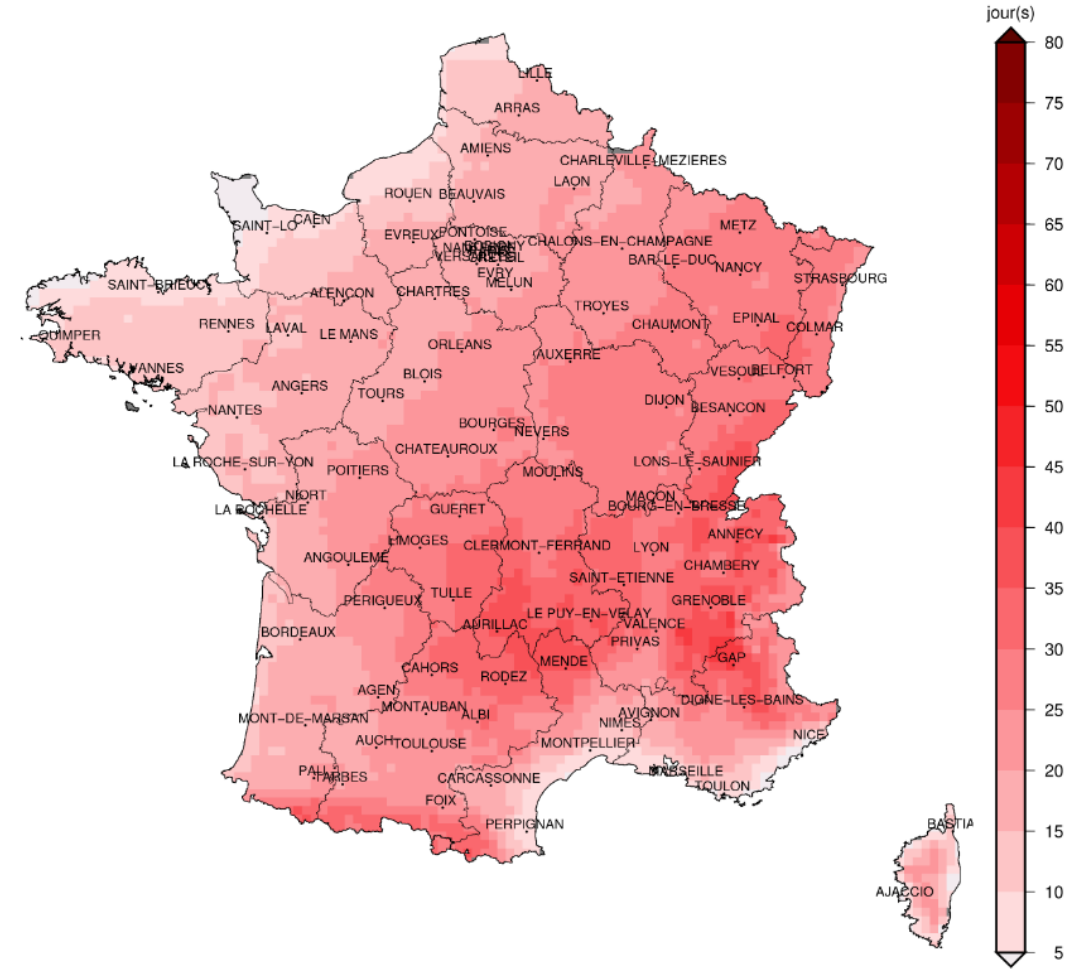 jour(s)
80
75
70
65
60
55
50
45
40
35
30
25
20
15
10
5
LILLE
ARRAS
AMIENS
CHARLEVILLE-MEZIERES
LAON
ROUEN
BEAUVAIS
SAINT-LO
CAEN
METZ
EVREUX
PONTOISE
CHALONS-EN-CHAMPAGNE
BAR-LE-DUC
NANCY
EVRY
MELUN
STRASBOURG
SAINT-BRIEUC
ALENCON
CHARTRES
TROYES
RENNES
LAVAL
LE MANS
CHAUMONT
EPINAL
COLMAR
QUIMPER
ORLEANS
AUXERRE
VANNES
BLOIS
VESOUL
BELFORT
ANGERS
TOURS
DIJON
BESANCON
NANTES
BOURGES
NEVERS
CHATEAUROUX
LA ROCHE-SUR-YON
POITIERS
MOULINS
LONS-LE-SAUNIER
NIORT
MACON
LA ROCHELLE
GUERET
BOURG-EN-BRESSE
ANNECY
LIMOGES
CLERMONT-FERRAND
LYON
ANGOULEME
CHAMBERY
SAINT-ETIENNE
PERIGUEUX
TULLE
GRENOBLE
LE PUY-EN-VELAY
BORDEAUX
AURILLAC
VALENCE
PRIVAS
CAHORS
MENDE
GAP
RODEZ
AGEN
MONTAUBAN
DIGNE-LES-BAINS
MONT-DE-MARSAN
ALBI
AVIGNON
NIMES
AUCH
TOULOUSE
MONTPELLIER
NICE
PAU
TARBES
CARCASSONNE
MARSEILLE
TOULON
FOIX
PERPIGNAN
BASTIA
AJACCIO